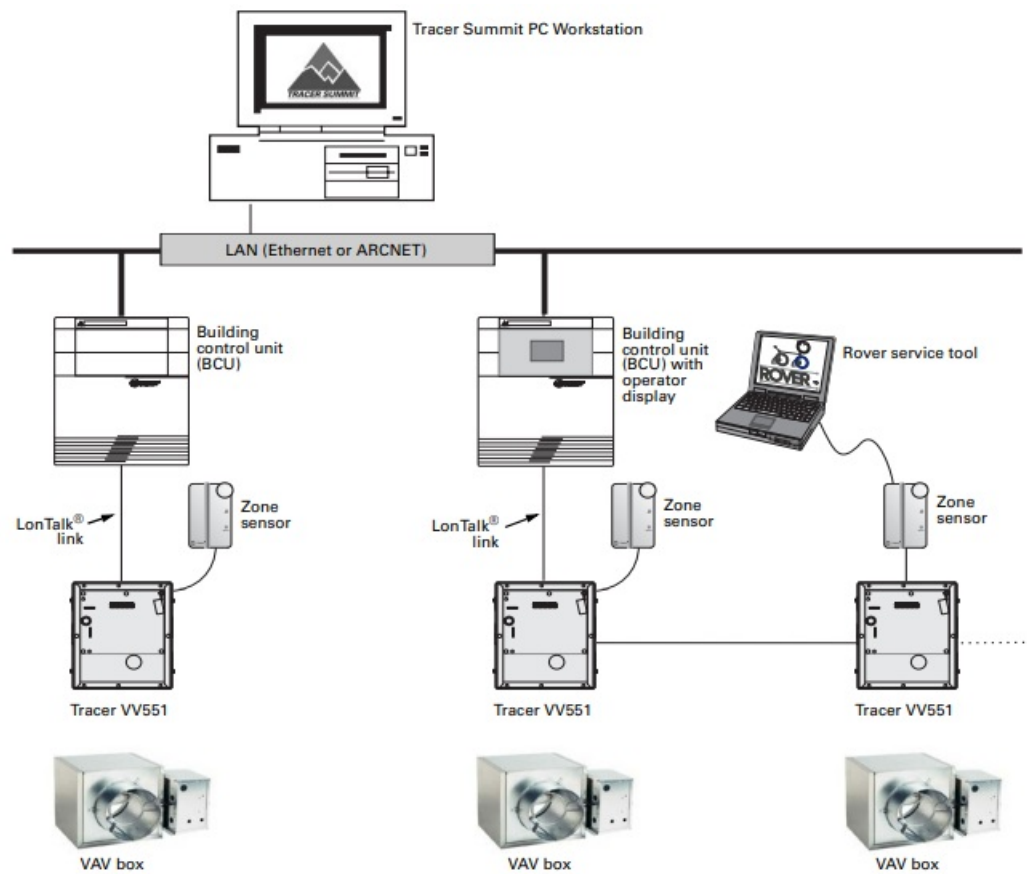 Tracer Summit PC Workstation
TRACER SUMMIT
LAN (Ethernet or ARCNET)
Building
control unit
(BCU)
Building
control unit
(BCU) with
operator
display
Rover service tool
ROVER
Zone
sensor
Zone
sensor
Zone
sensor
LonTalk®
link
LonTalk®
link
Tracer VV551
Tracer VV551
Tracer VV551
VAV box
VAV box
VAV box